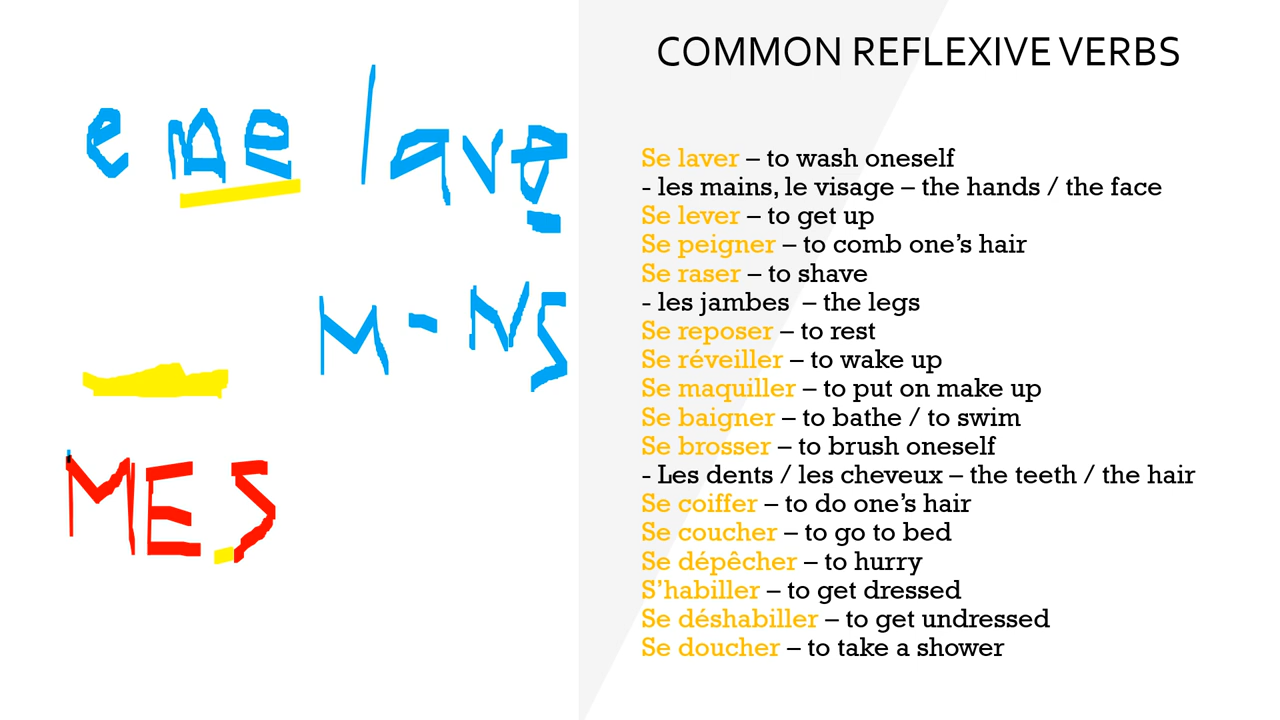 e me lave
M - NS
MES
COMMON REFLEXIVE VERBS
Se laver – to wash oneself
- les mains, le visage – the hands / the face
Se lever – to get up
Se peigner – to comb one’s hair
Se raser – to shave
- les jambes – the legs
Se reposer – to rest
Se réveiller – to wake up
Se maquiller – to put on make up
Se baigner – to bathe / to swim
Se brosser – to brush oneself
- Les dents / les cheveux – the teeth / the hair
Se coiffer – to do one’s hair
Se coucher – to go to bed
Se dépêcher – to hurry
S’habiller – to get dressed
Se déshabiller – to get undressed
Se doucher – to take a shower